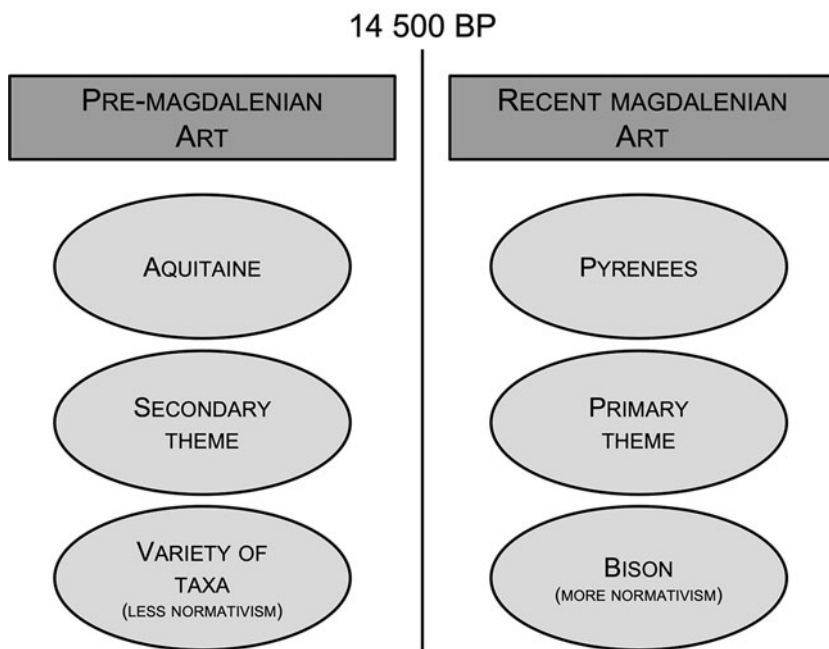 14 500 BP
PRE-MAGDALENIAN
ART
AQUITAINE
SECONDARY
THEME
VARIETY OF
TAXA
(LESS NORMATIVISM)
RECENT MAGDALENIAN
ART
PYRENEES
PRIMARY
THEME
BISON
(MORE NORMATIVISM)